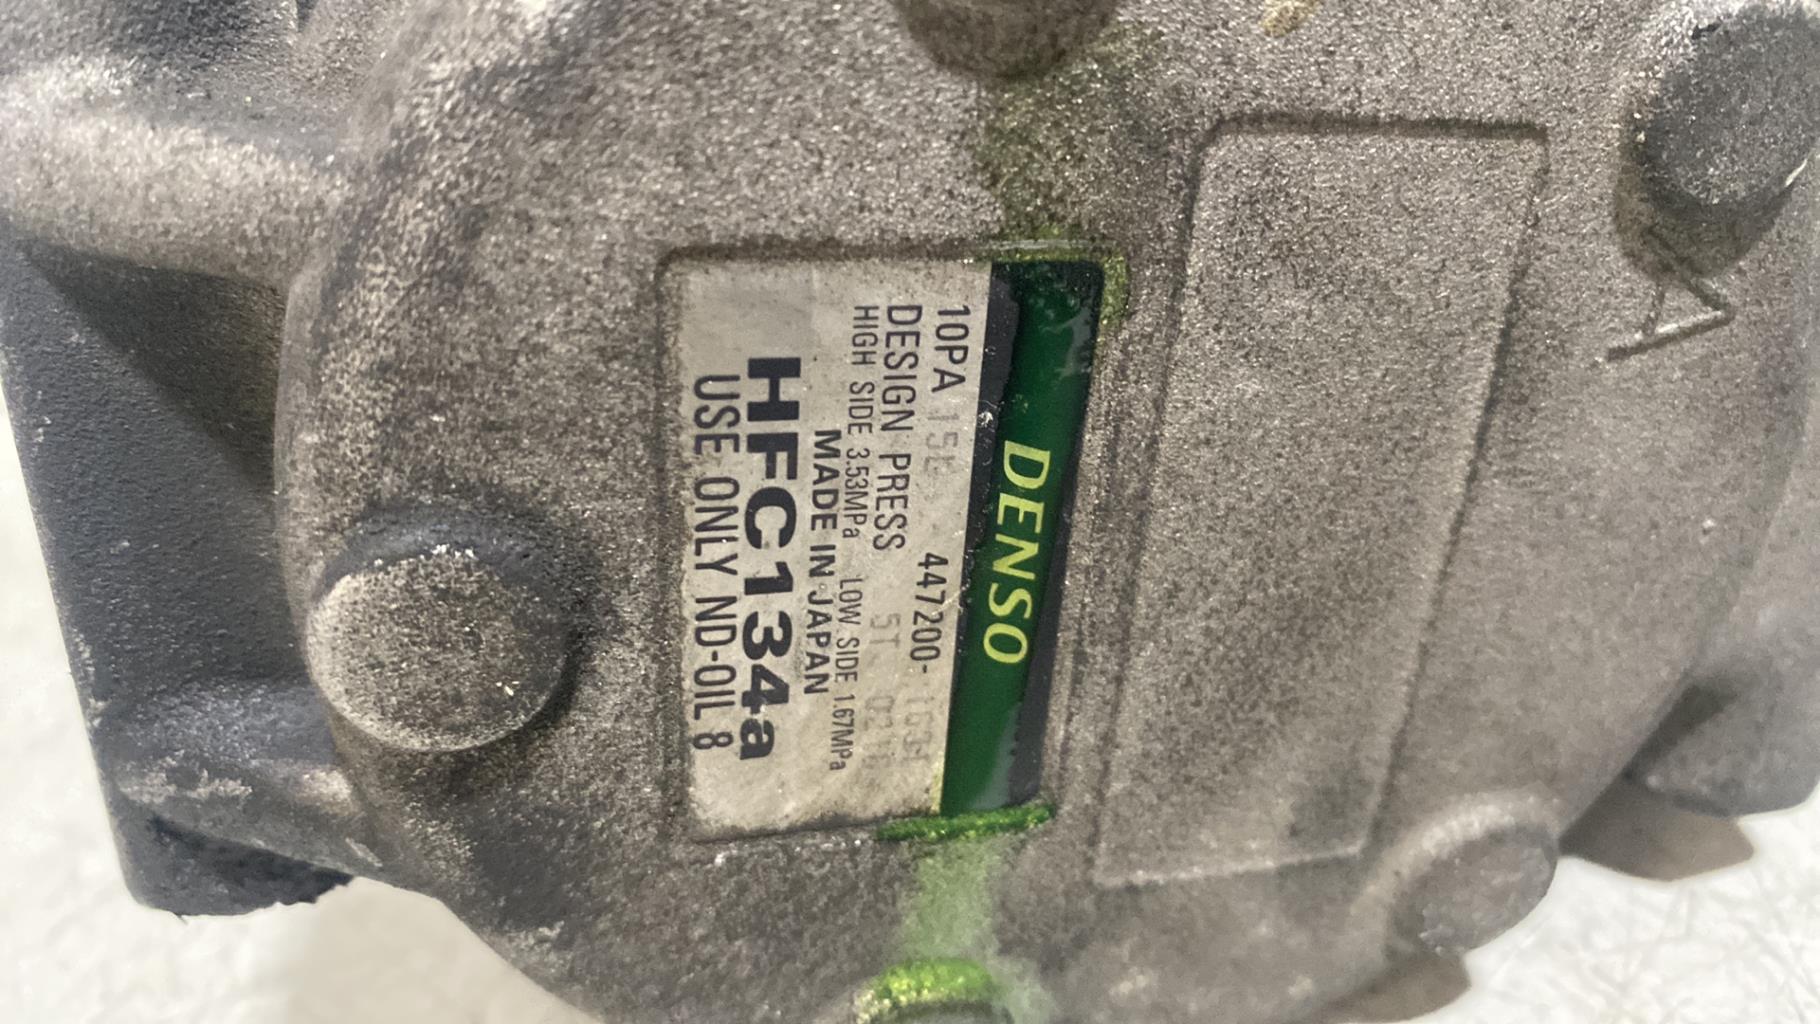 DENSO
10PA 447200-
DESIGN PRESS
HIGH SIDE 3.53MPa LOW SIDE 1.67MPa
MADE IN JAPAN
HFC134a
USE ONLY ND-OIL 8